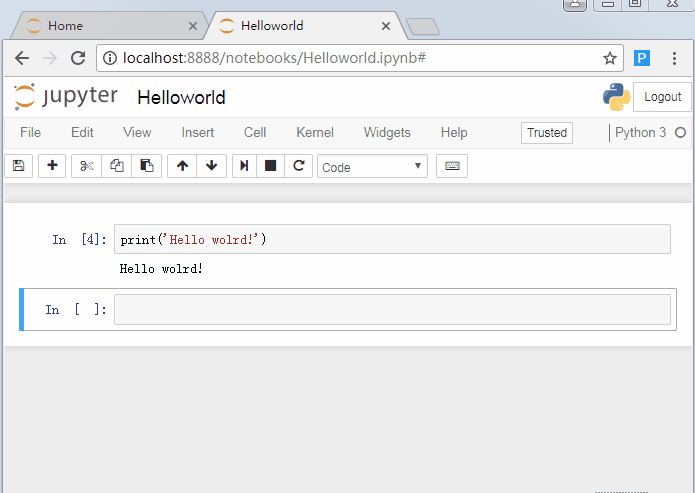 Home
Helloworld
localhost:8888/notebooks/Helloworld.ipynb#
P
jupyter Helloworld
Logout
File Edit View Insert Cell Kernel Widgets Help Trusted Python 3
Code
In [4]: print('Hello wolrd!')
Hello wolrd!
In [ ]: